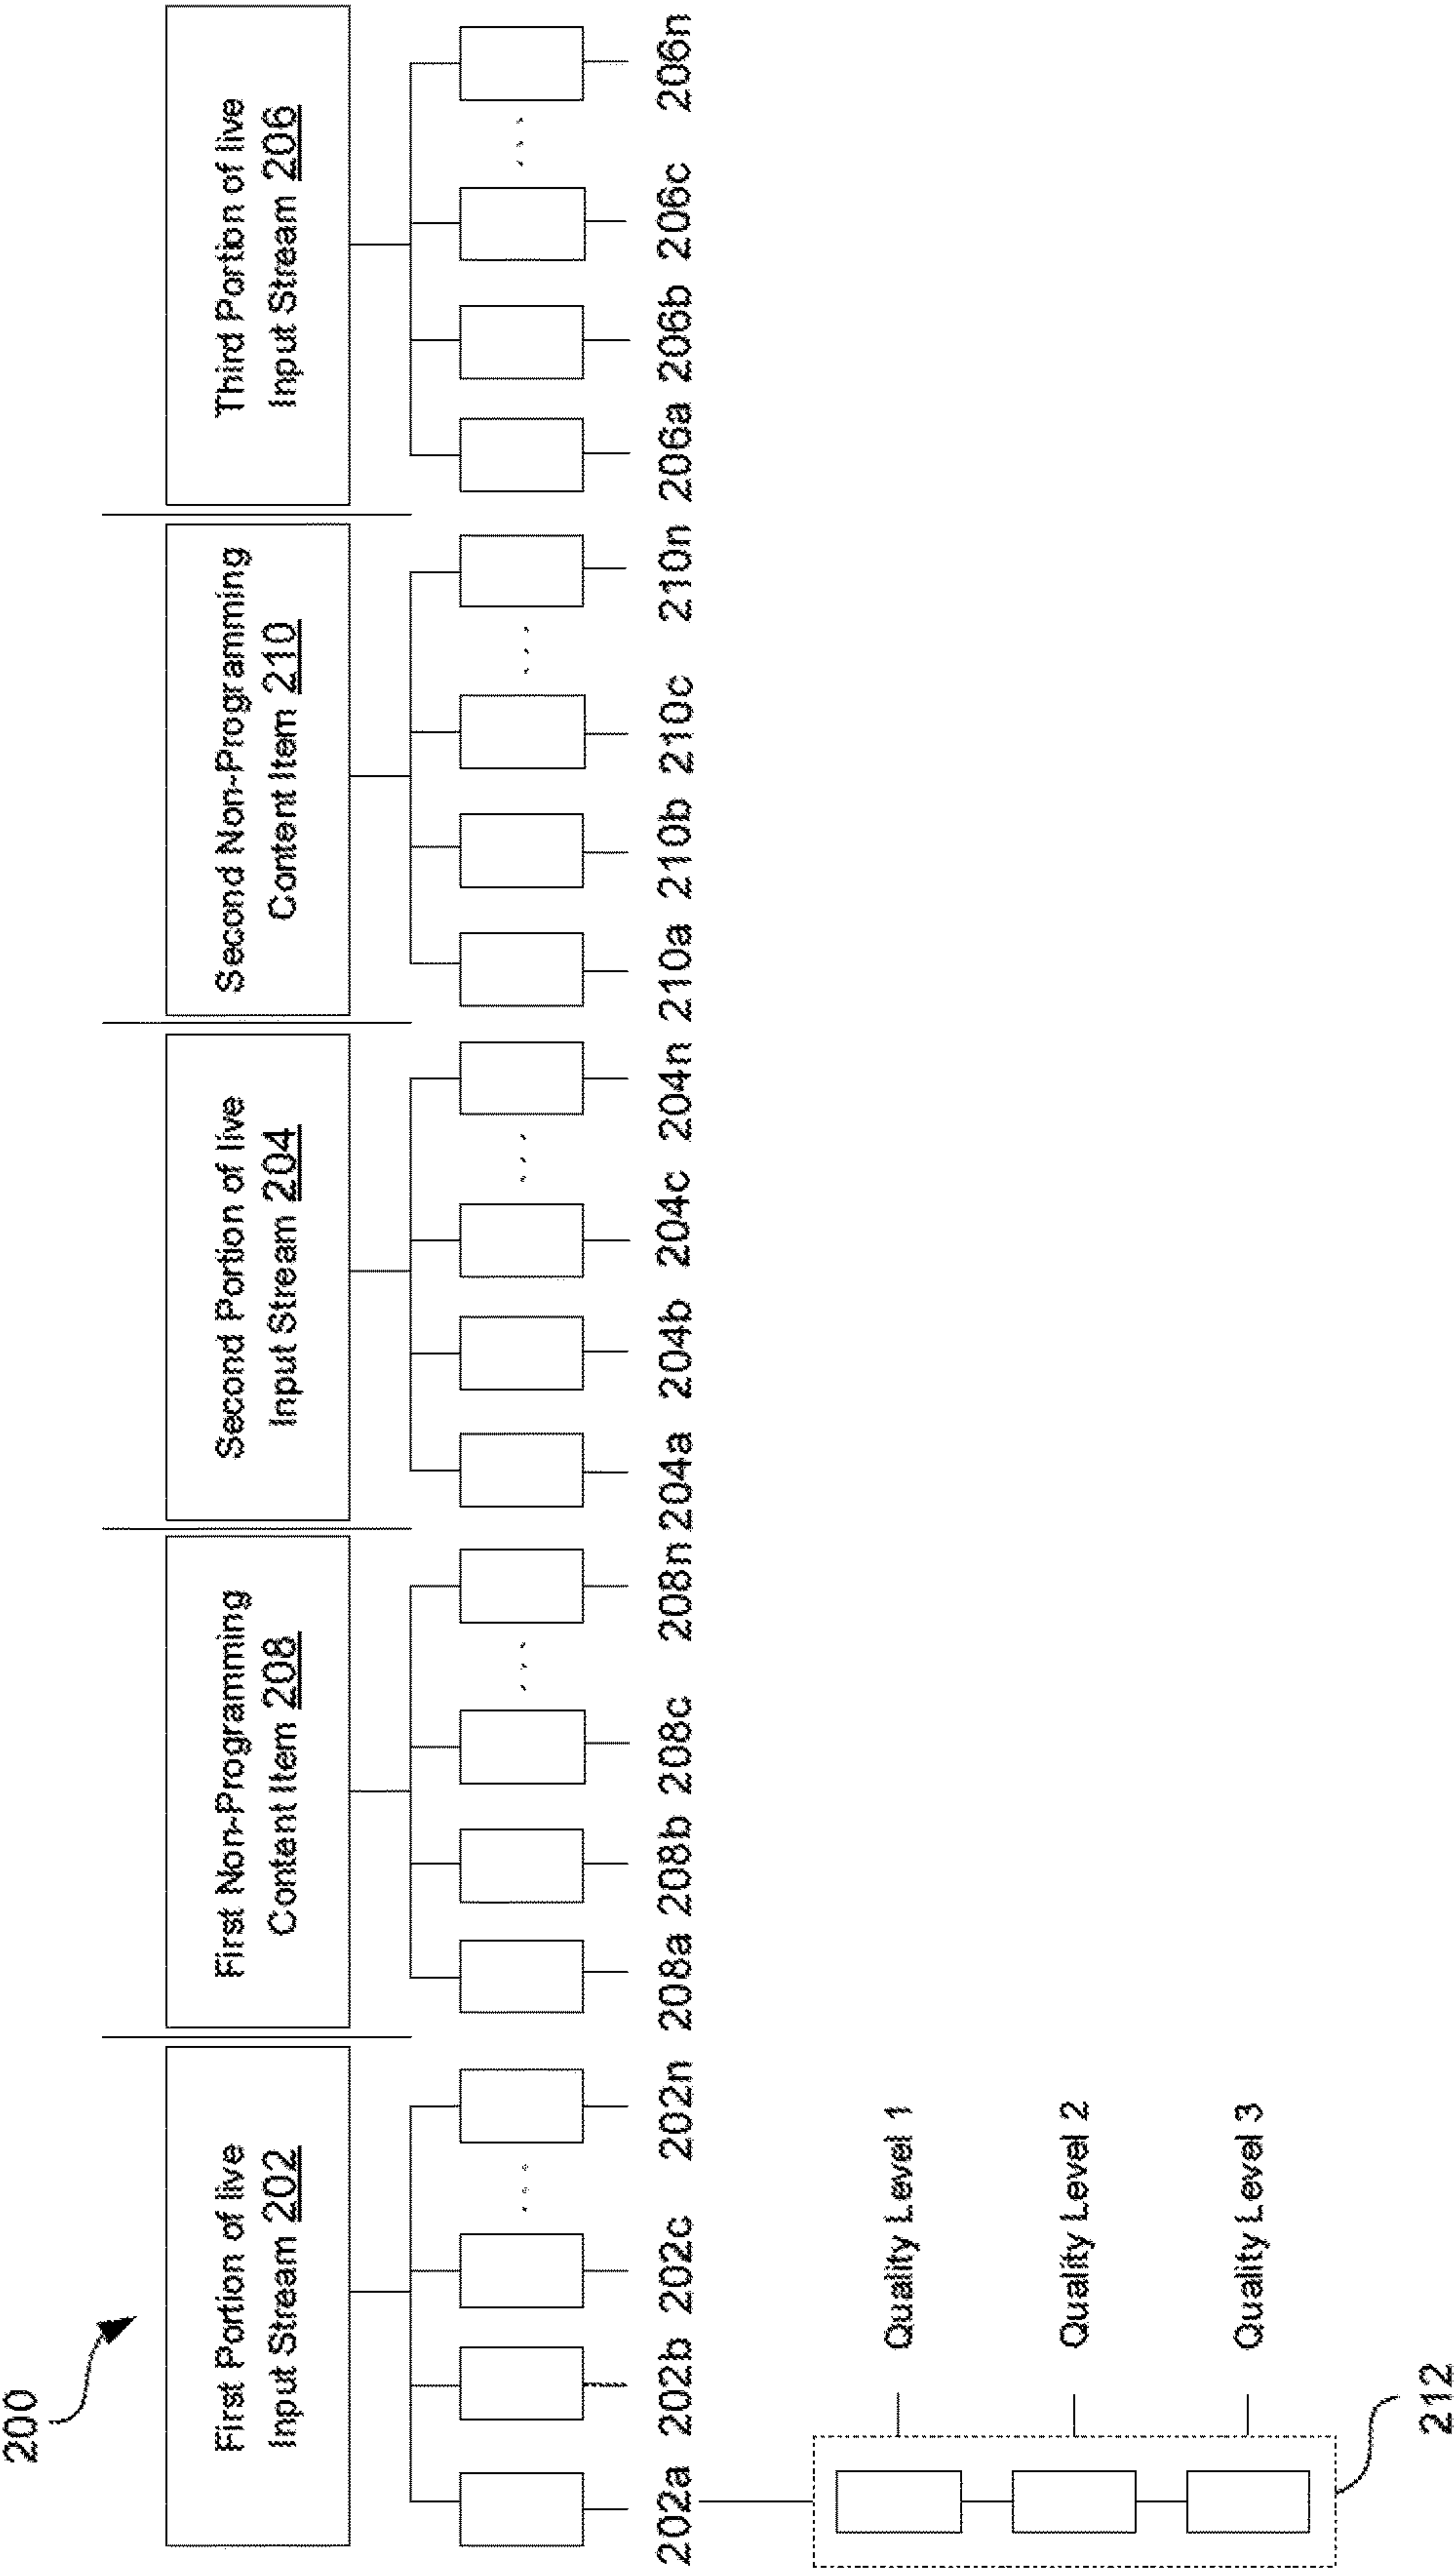 200
First Portion of live
Input Stream 202
First Non-Programming
Content Item 208
Second Portion of live
Input Stream 204
Second Non-Programming
Content Item 210
Third Portion of live
Input Stream 206
202a 202b 202c 202n 208a 208b 208c 208n 204a 204b 204c 204n 210a 210b 210c 210n 206a 206b 206c 206n
Quality Level 1
Quality Level 2
Quality Level 3
212